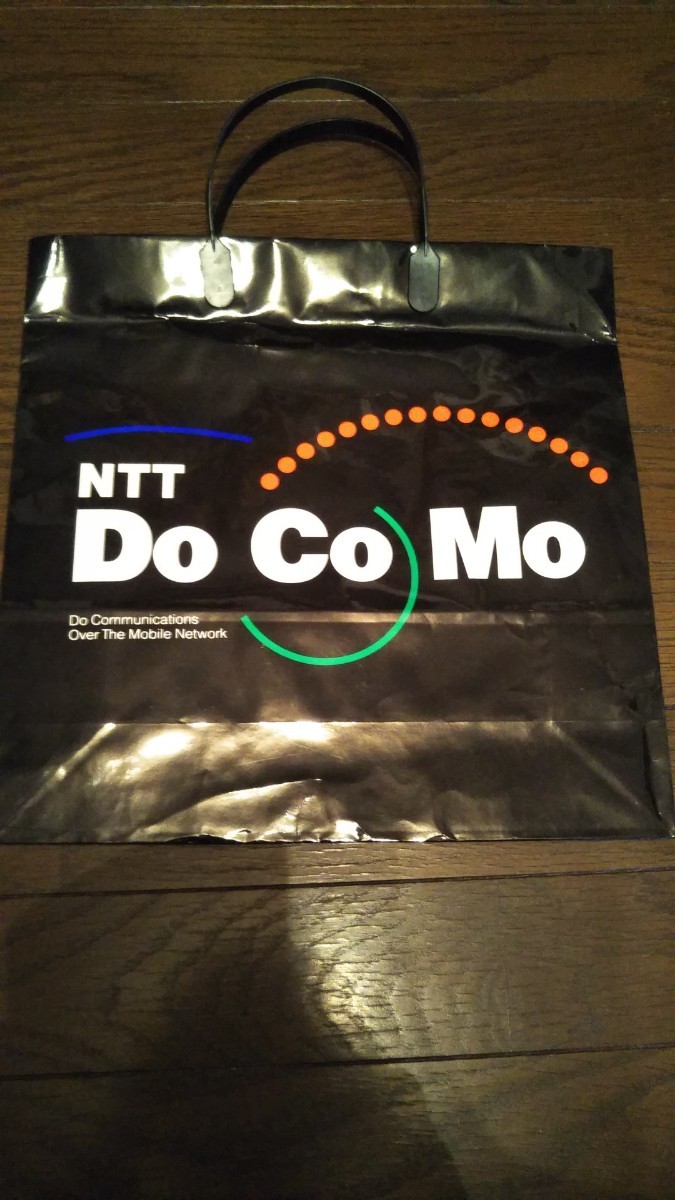 NTT
Do Co Mo
Do Communications
Over The Mobile Network